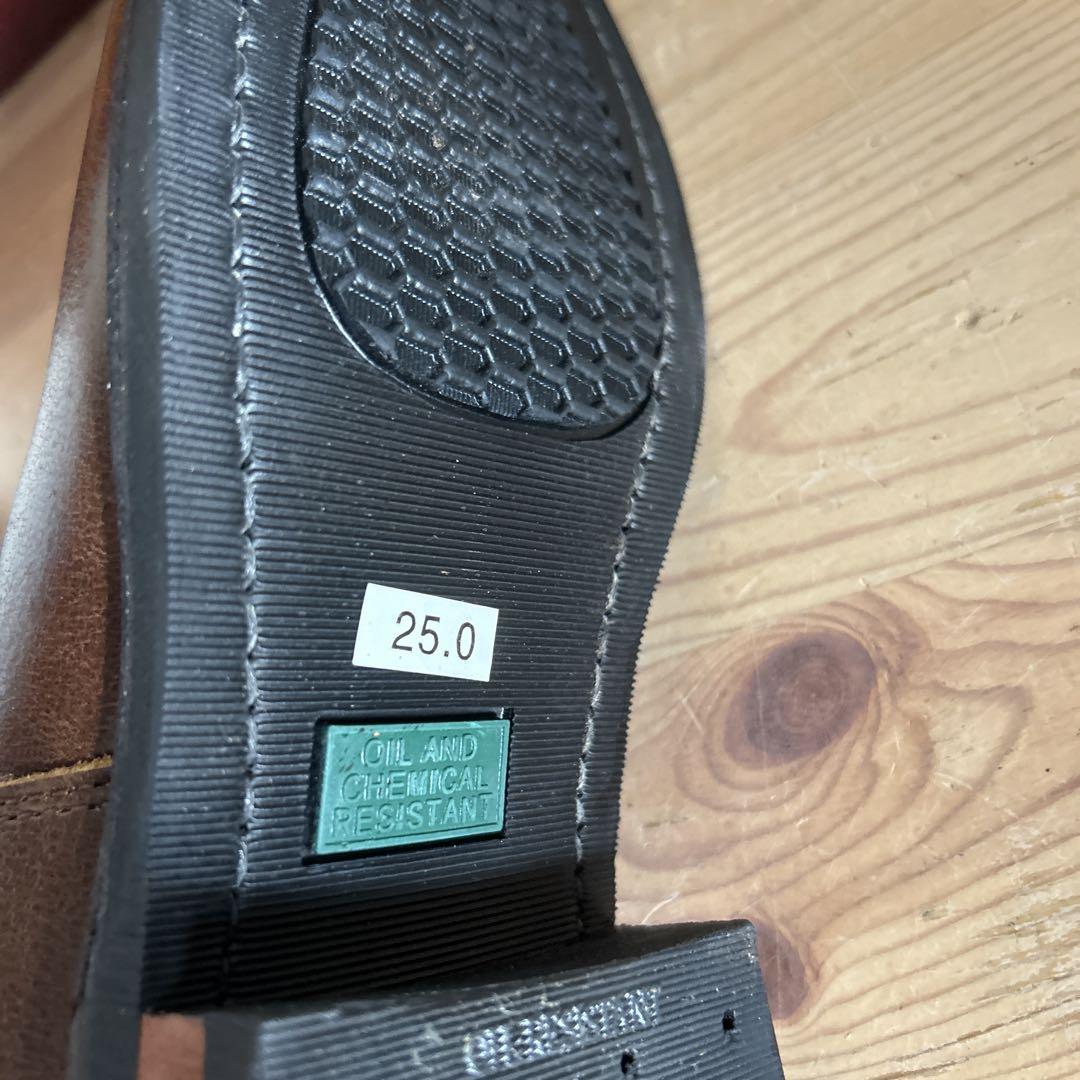 25.0
OIL AND
CHEMICAL
RESISTANT